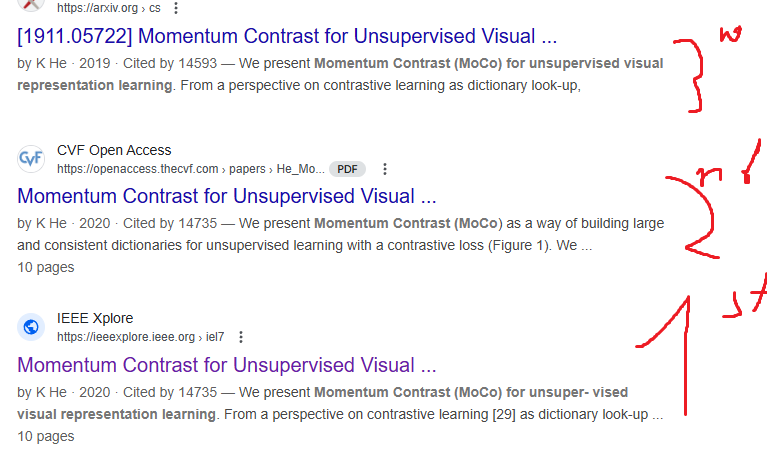 https://arxiv.org › cs
[1911.05722] Momentum Contrast for Unsupervised Visual ...
by K He · 2019 · Cited by 14593 — We present Momentum Contrast (MoCo) for unsupervised visual
representation learning. From a perspective on contrastive learning as dictionary look-up,
CVF Open Access
https://openaccess.thecvf.com › papers › He_Mo... PDF
Momentum Contrast for Unsupervised Visual ...
by K He · 2020 · Cited by 14735 — We present Momentum Contrast (MoCo) as a way of building large
and consistent dictionaries for unsupervised learning with a contrastive loss (Figure 1). We ...
10 pages
IEEE Xplore
https://ieeexplore.ieee.org › iel7
1 st
Momentum Contrast for Unsupervised Visual ...
by K He · 2020 · Cited by 14735 — We present Momentum Contrast (MoCo) for unsuper- vised
visual representation learning. From a perspective on contrastive learning [29] as dictionary look-up ...
10 pages